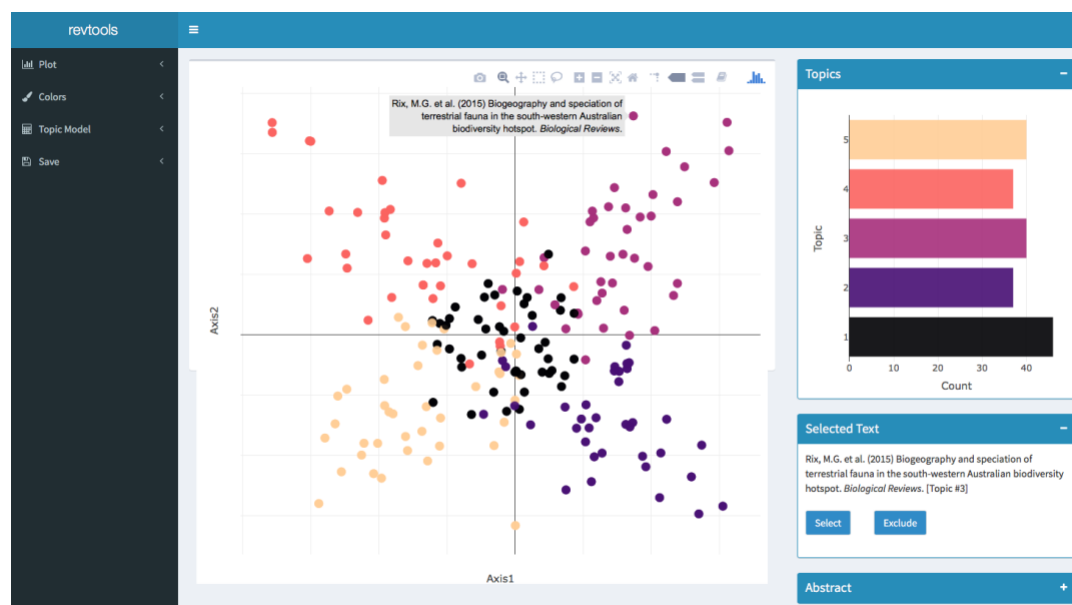 revtools
Plot
Colors
Topic Model
Save
Rix, M.G. et al. (2015) Biogeography and speciation of
terrestrial fauna in the south-western Australian
biodiversity hotspot. Biological Reviews.
Axis2
Axis1
Topics
5
4
3
2
1
Topic
0 10 20 30 40
Count
Selected Text
Rix, M.G. et al. (2015) Biogeography and speciation of
terrestrial fauna in the south-western Australian biodiversity
hotspot. Biological Reviews. [Topic #3]
Select Exclude
Abstract